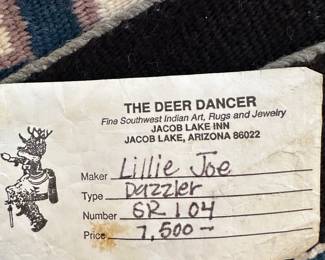 THE DEER DANCER
Fine Southwest Indian Art, Rugs and Jewelry
JACOB LAKE INN
JACOB LAKE, ARIZONA 86022
Maker Lillie Joe
Type Dazzler
Number SR 104
Price 7,500-